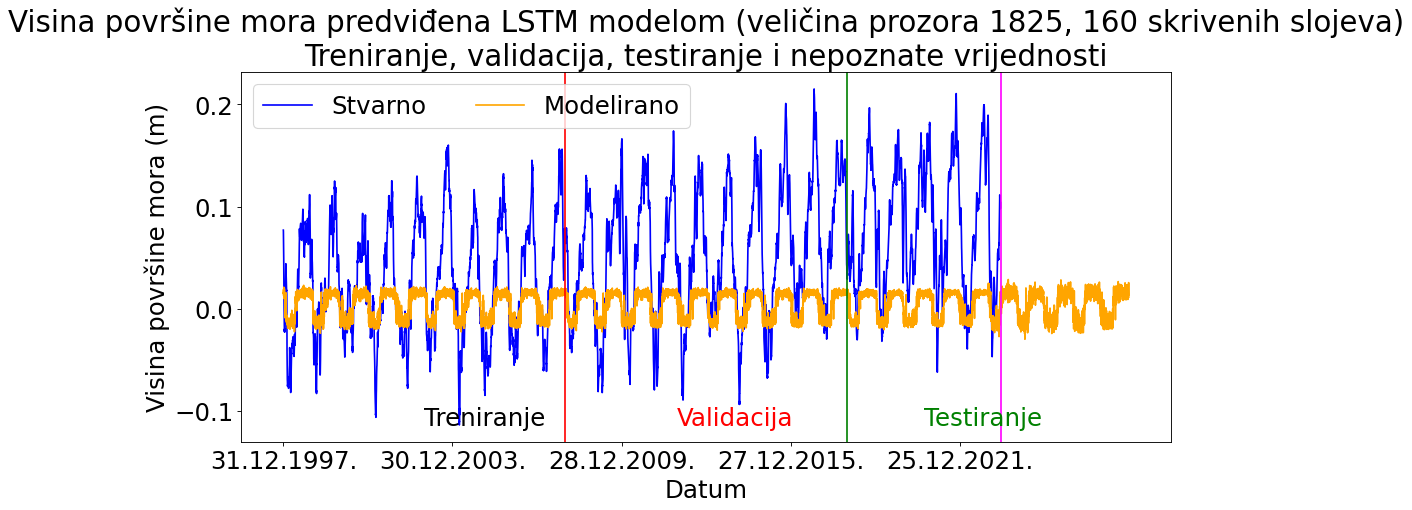 Visina površine mora predviđena LSTM modelom (veličina prozora 1825, 160 skrivenih slojeva)
Treniranje, validacija, testiranje i nepoznate vrijednosti
Stvarno Modelirano
Visina površine mora (m)
0.2
0.1
0.0
−0.1
Treniranje Validacija Testiranje
31.12.1997. 30.12.2003. 28.12.2009. 27.12.2015. 25.12.2021.
Datum